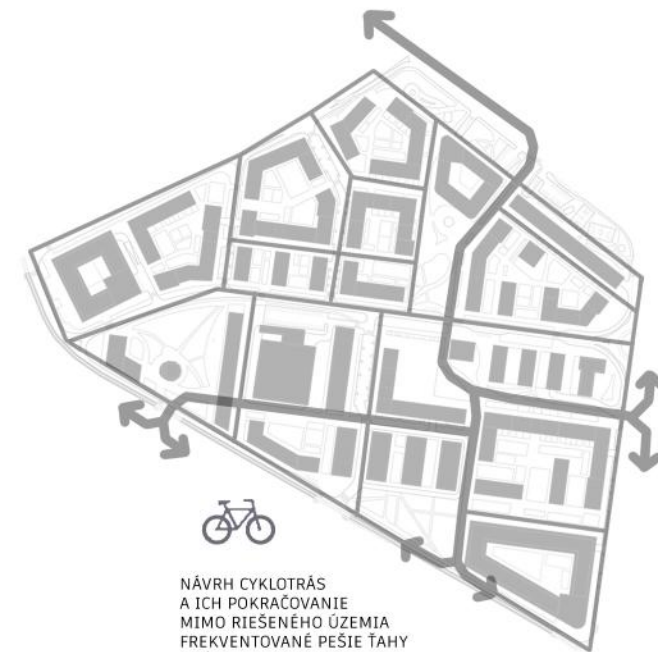 NÁVRH CYKLOTRÁS
A ICH POKRAČOVANIE
MIMO RIEŠENÉHO ÚZEMIA
FREKVENTOVANÉ PEŠIE ŤAHY